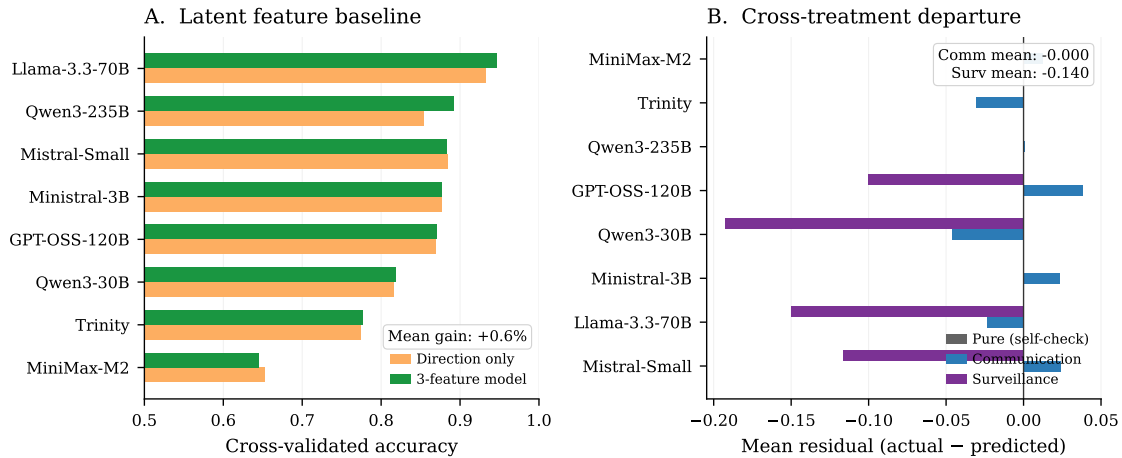 A.  Latent feature baseline
Llama-3.3-70B
Qwen3-235B
Mistral-Small
Ministral-3B
GPT-OSS-120B
Qwen3-30B
Trinity
MiniMax-M2
Mean gain: +0.6%
Direction only
3-feature model
0.5
0.6
0.7
0.8
0.9
1.0
Cross-validated accuracy
B.  Cross-treatment departure
MiniMax-M2
Trinity
Qwen3-235B
GPT-OSS-120B
Qwen3-30B
Ministral-3B
Llama-3.3-70B
Mistral-Small
Comm mean: -0.000
Surv mean: -0.140
Pure (self-check)
Communication
Surveillance
−0.20
−0.15
−0.10
−0.05
0.00
0.05
Mean residual (actual − predicted)